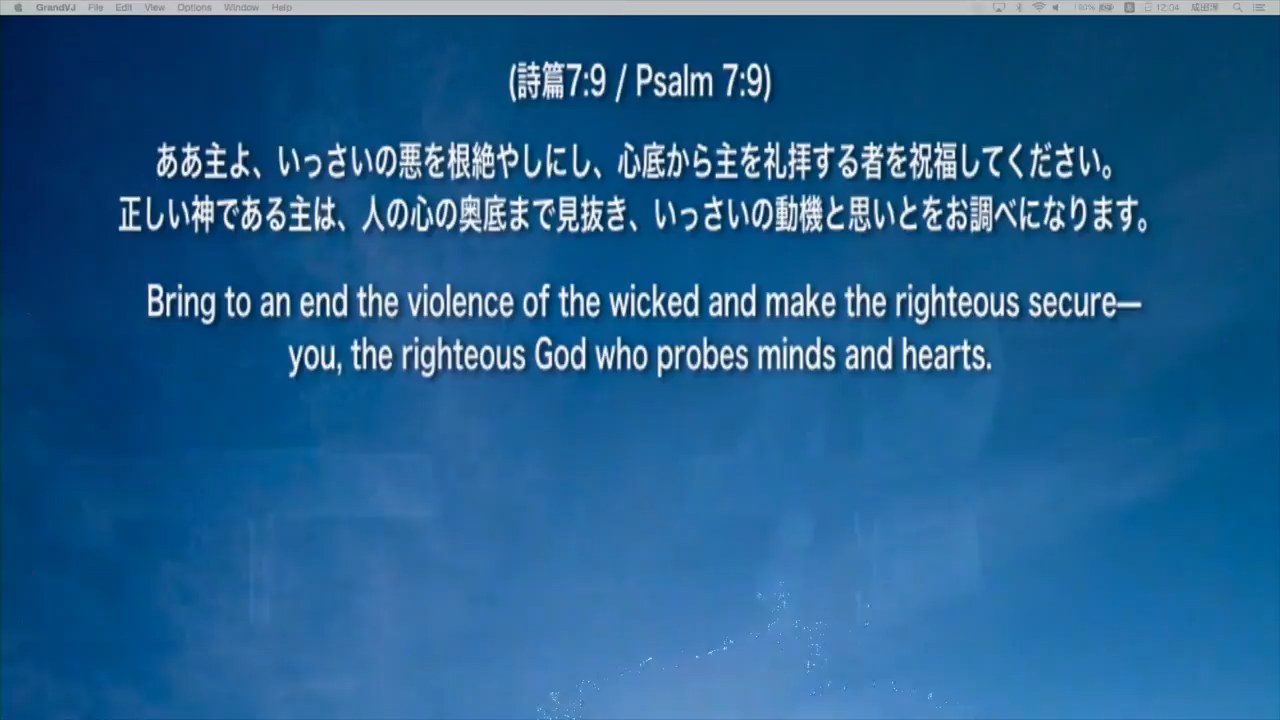 GrandVJ File Edit View Options Window Help 100% 12:04
(詩篇7:9 / Psalm 7:9)
ああ主よ、いっさいの悪を根絶やしにし、心底から主を礼拝する者を祝福してください。
正しい神である主は、人の心の奥底まで見抜き、いっさいの動機と思いとをお調べになります。
Bring to an end the violence of the wicked and make the righteous secure—
you, the righteous God who probes minds and hearts.